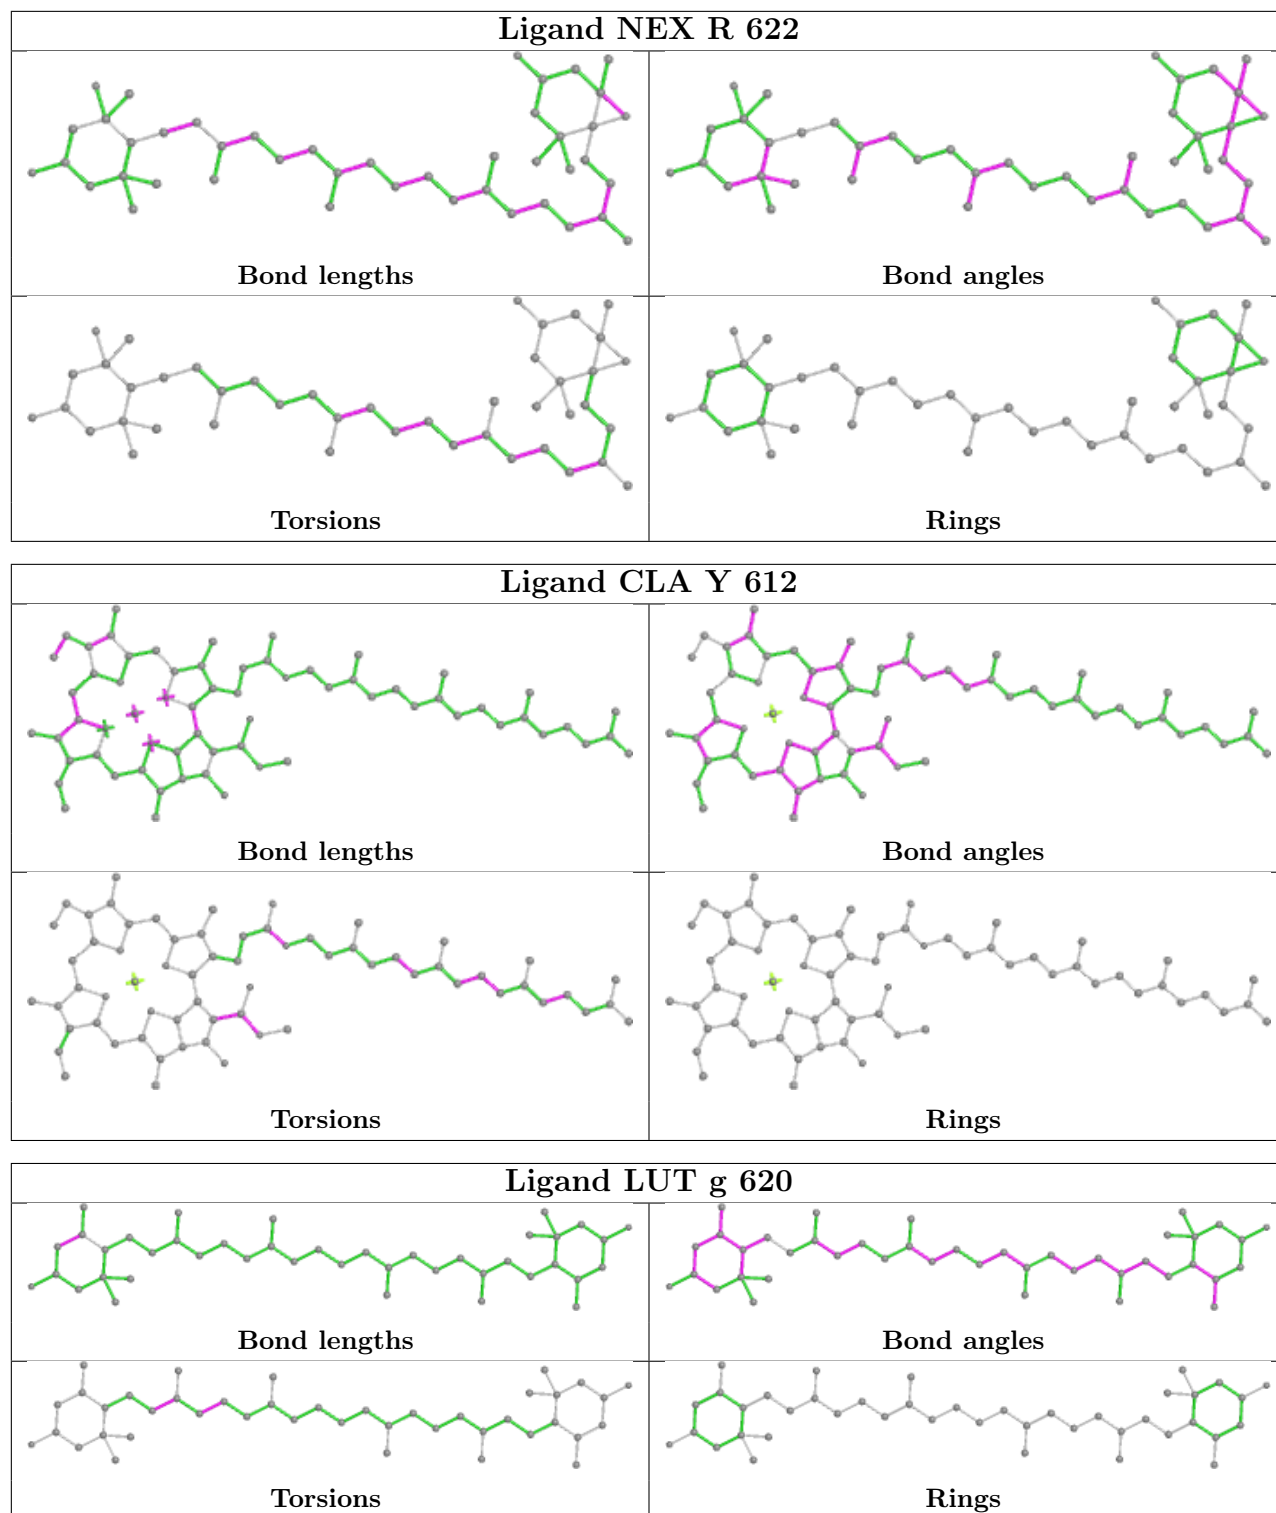 Ligand NEX R 622
Bond lengths
Bond angles
Torsions
Rings
Ligand CLA Y 612
Bond lengths
Bond angles
Torsions
Rings
Ligand LUT g 620
Bond lengths
Bond angles
Torsions
Rings